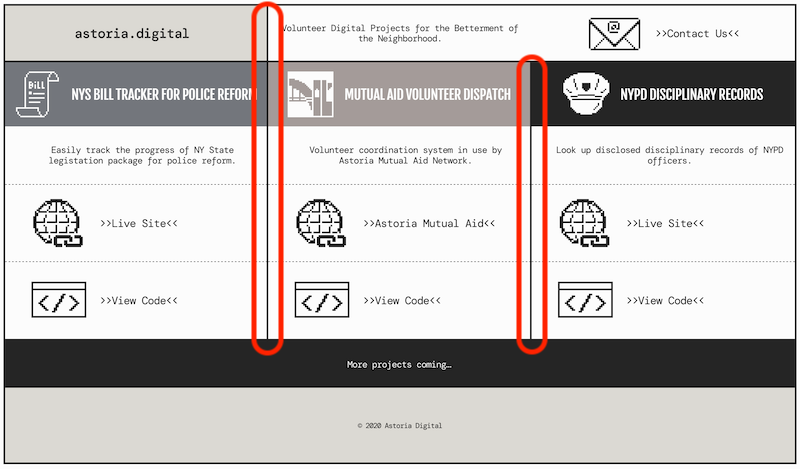 astoria.digital
Volunteer Digital Projects for the Betterment of
the Neighborhood.
>>Contact Us<<
BILL
NYS BILL TRACKER FOR POLICE REFORM
MUTUAL AID VOLUNTEER DISPATCH
NYPD DISCIPLINARY RECORDS
Easily track the progress of NY State
legistation package for police reform.
Volunteer coordination system in use by
Astoria Mutual Aid Network.
Look up disclosed disciplinary records of NYPD
officers.
>>Live Site<<
>>Astoria Mutual Aid<<
>>Live Site<<
</>
>>View Code<<
</>
>>View Code<<
</>
>>View Code<<
More projects coming…
© 2020 Astoria Digital